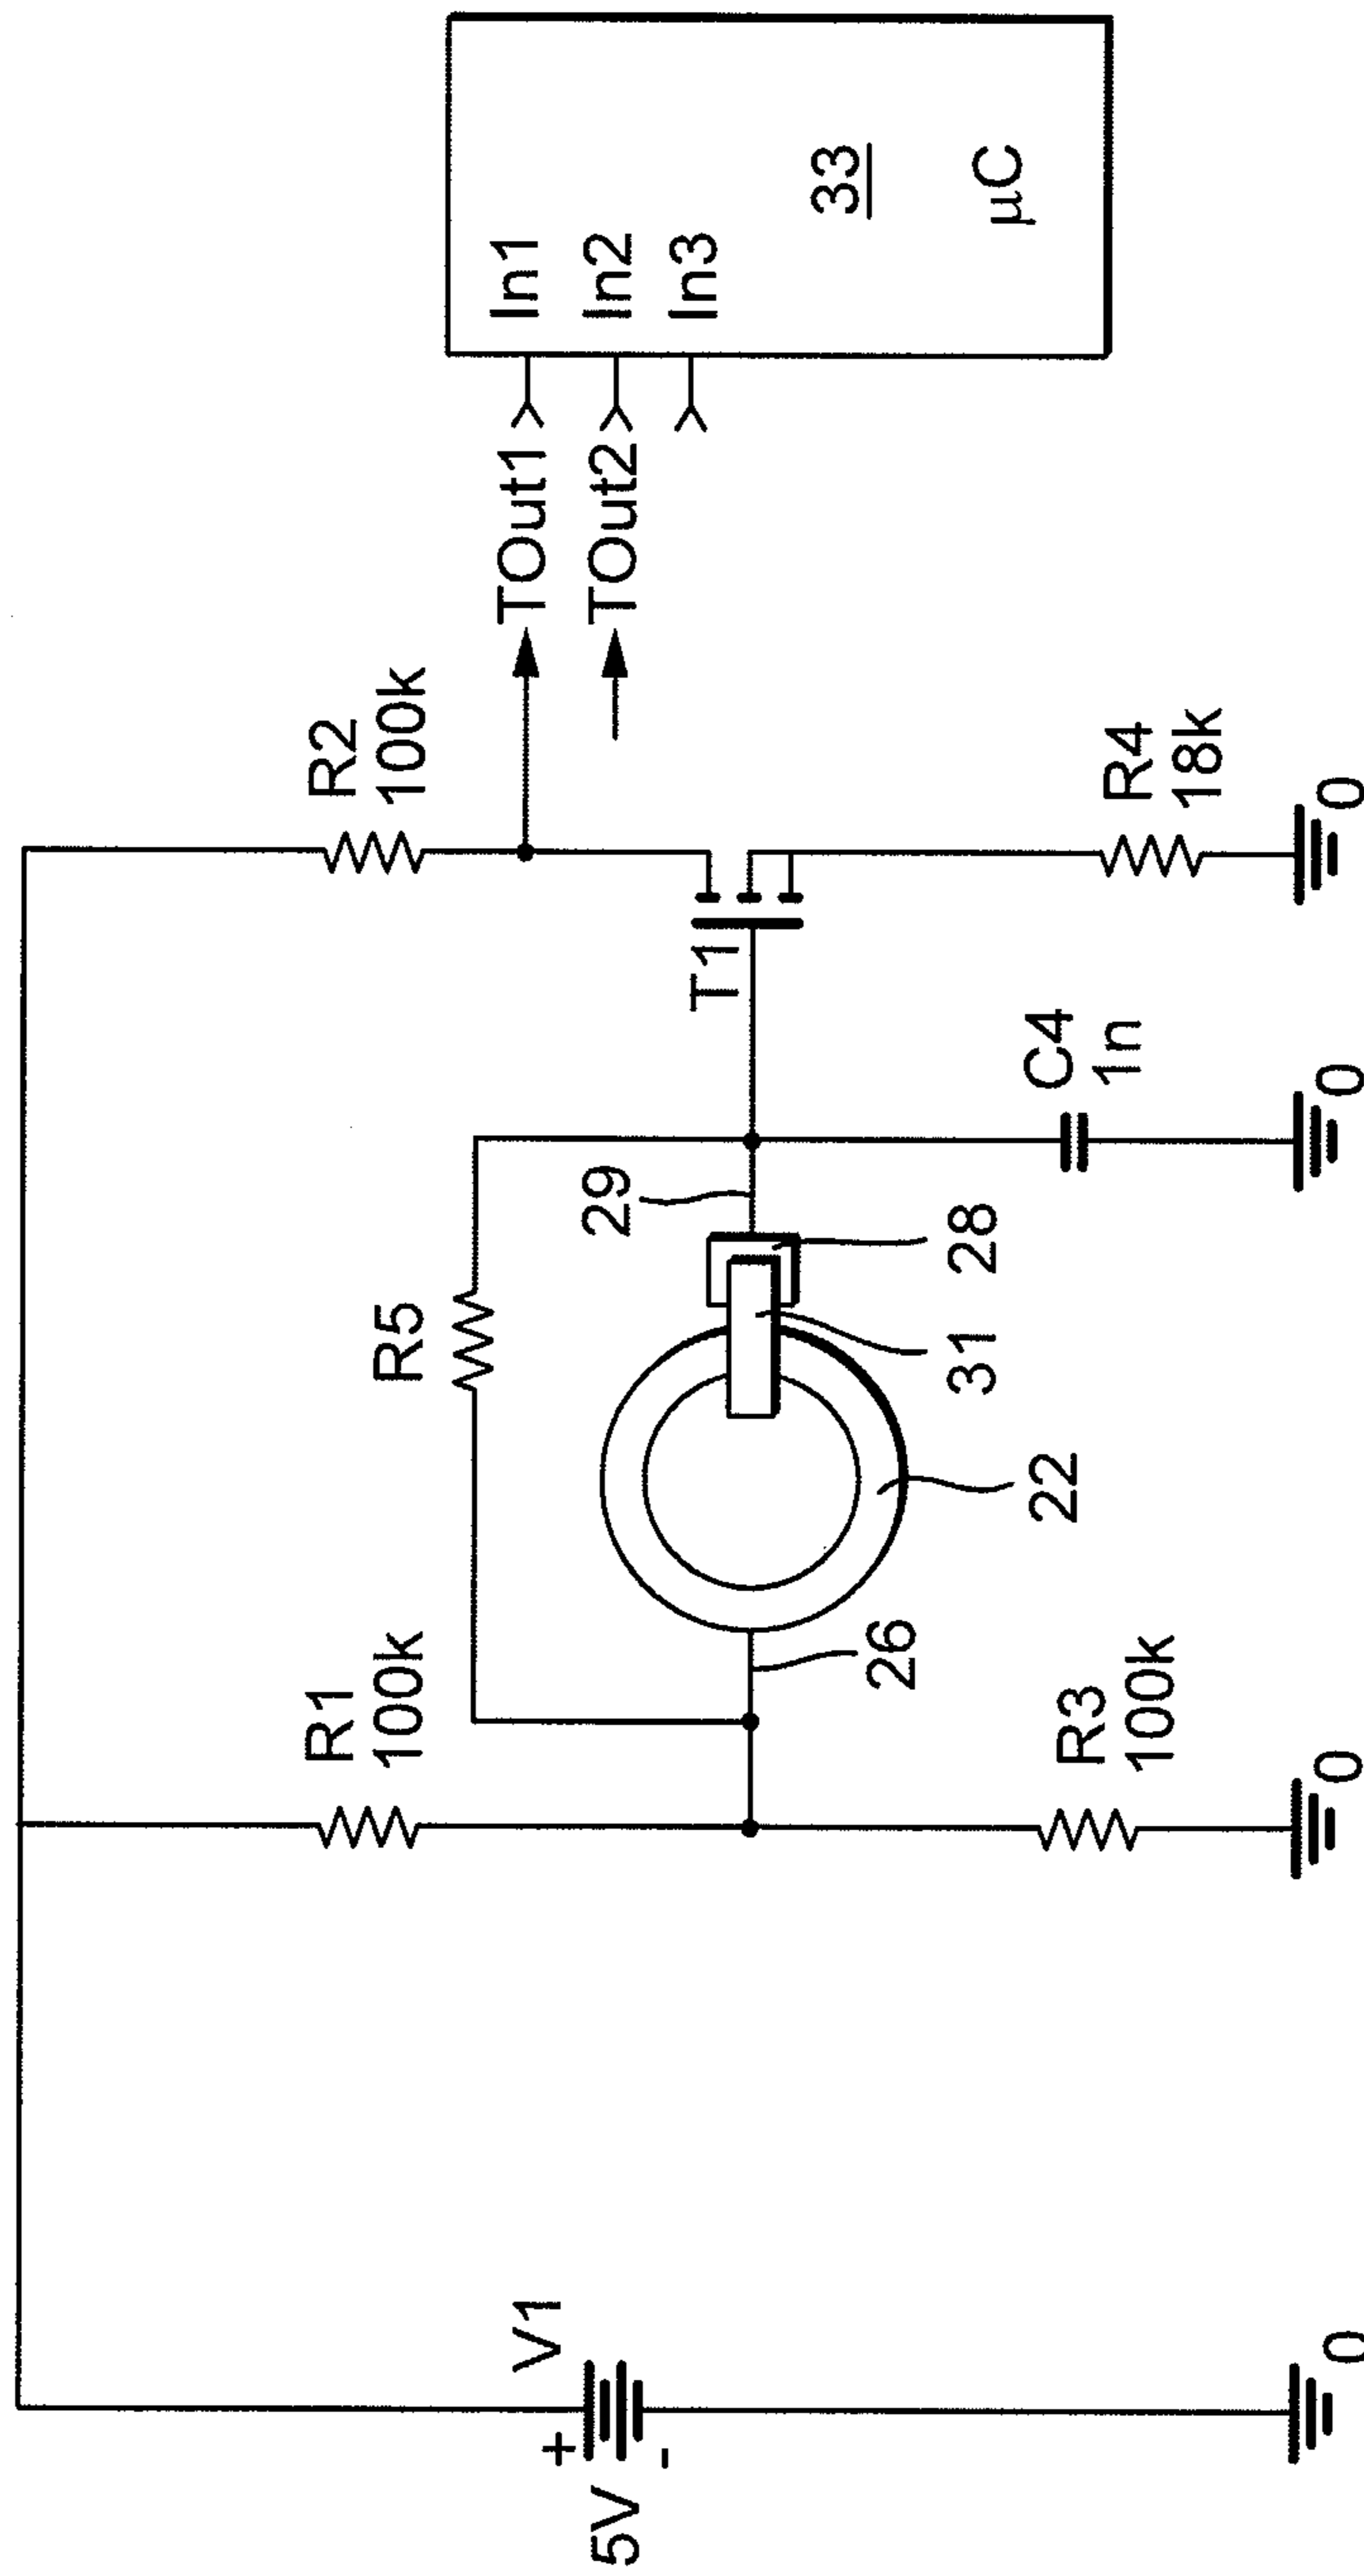 5V
+
-
V1
0
R1
100k
R3
100k
0
26
22
R5
31
28
29
C4
1n
0
T1
R2
100k
R4
18k
0
TOut1
TOut2
In1
In2
In3
33
µC